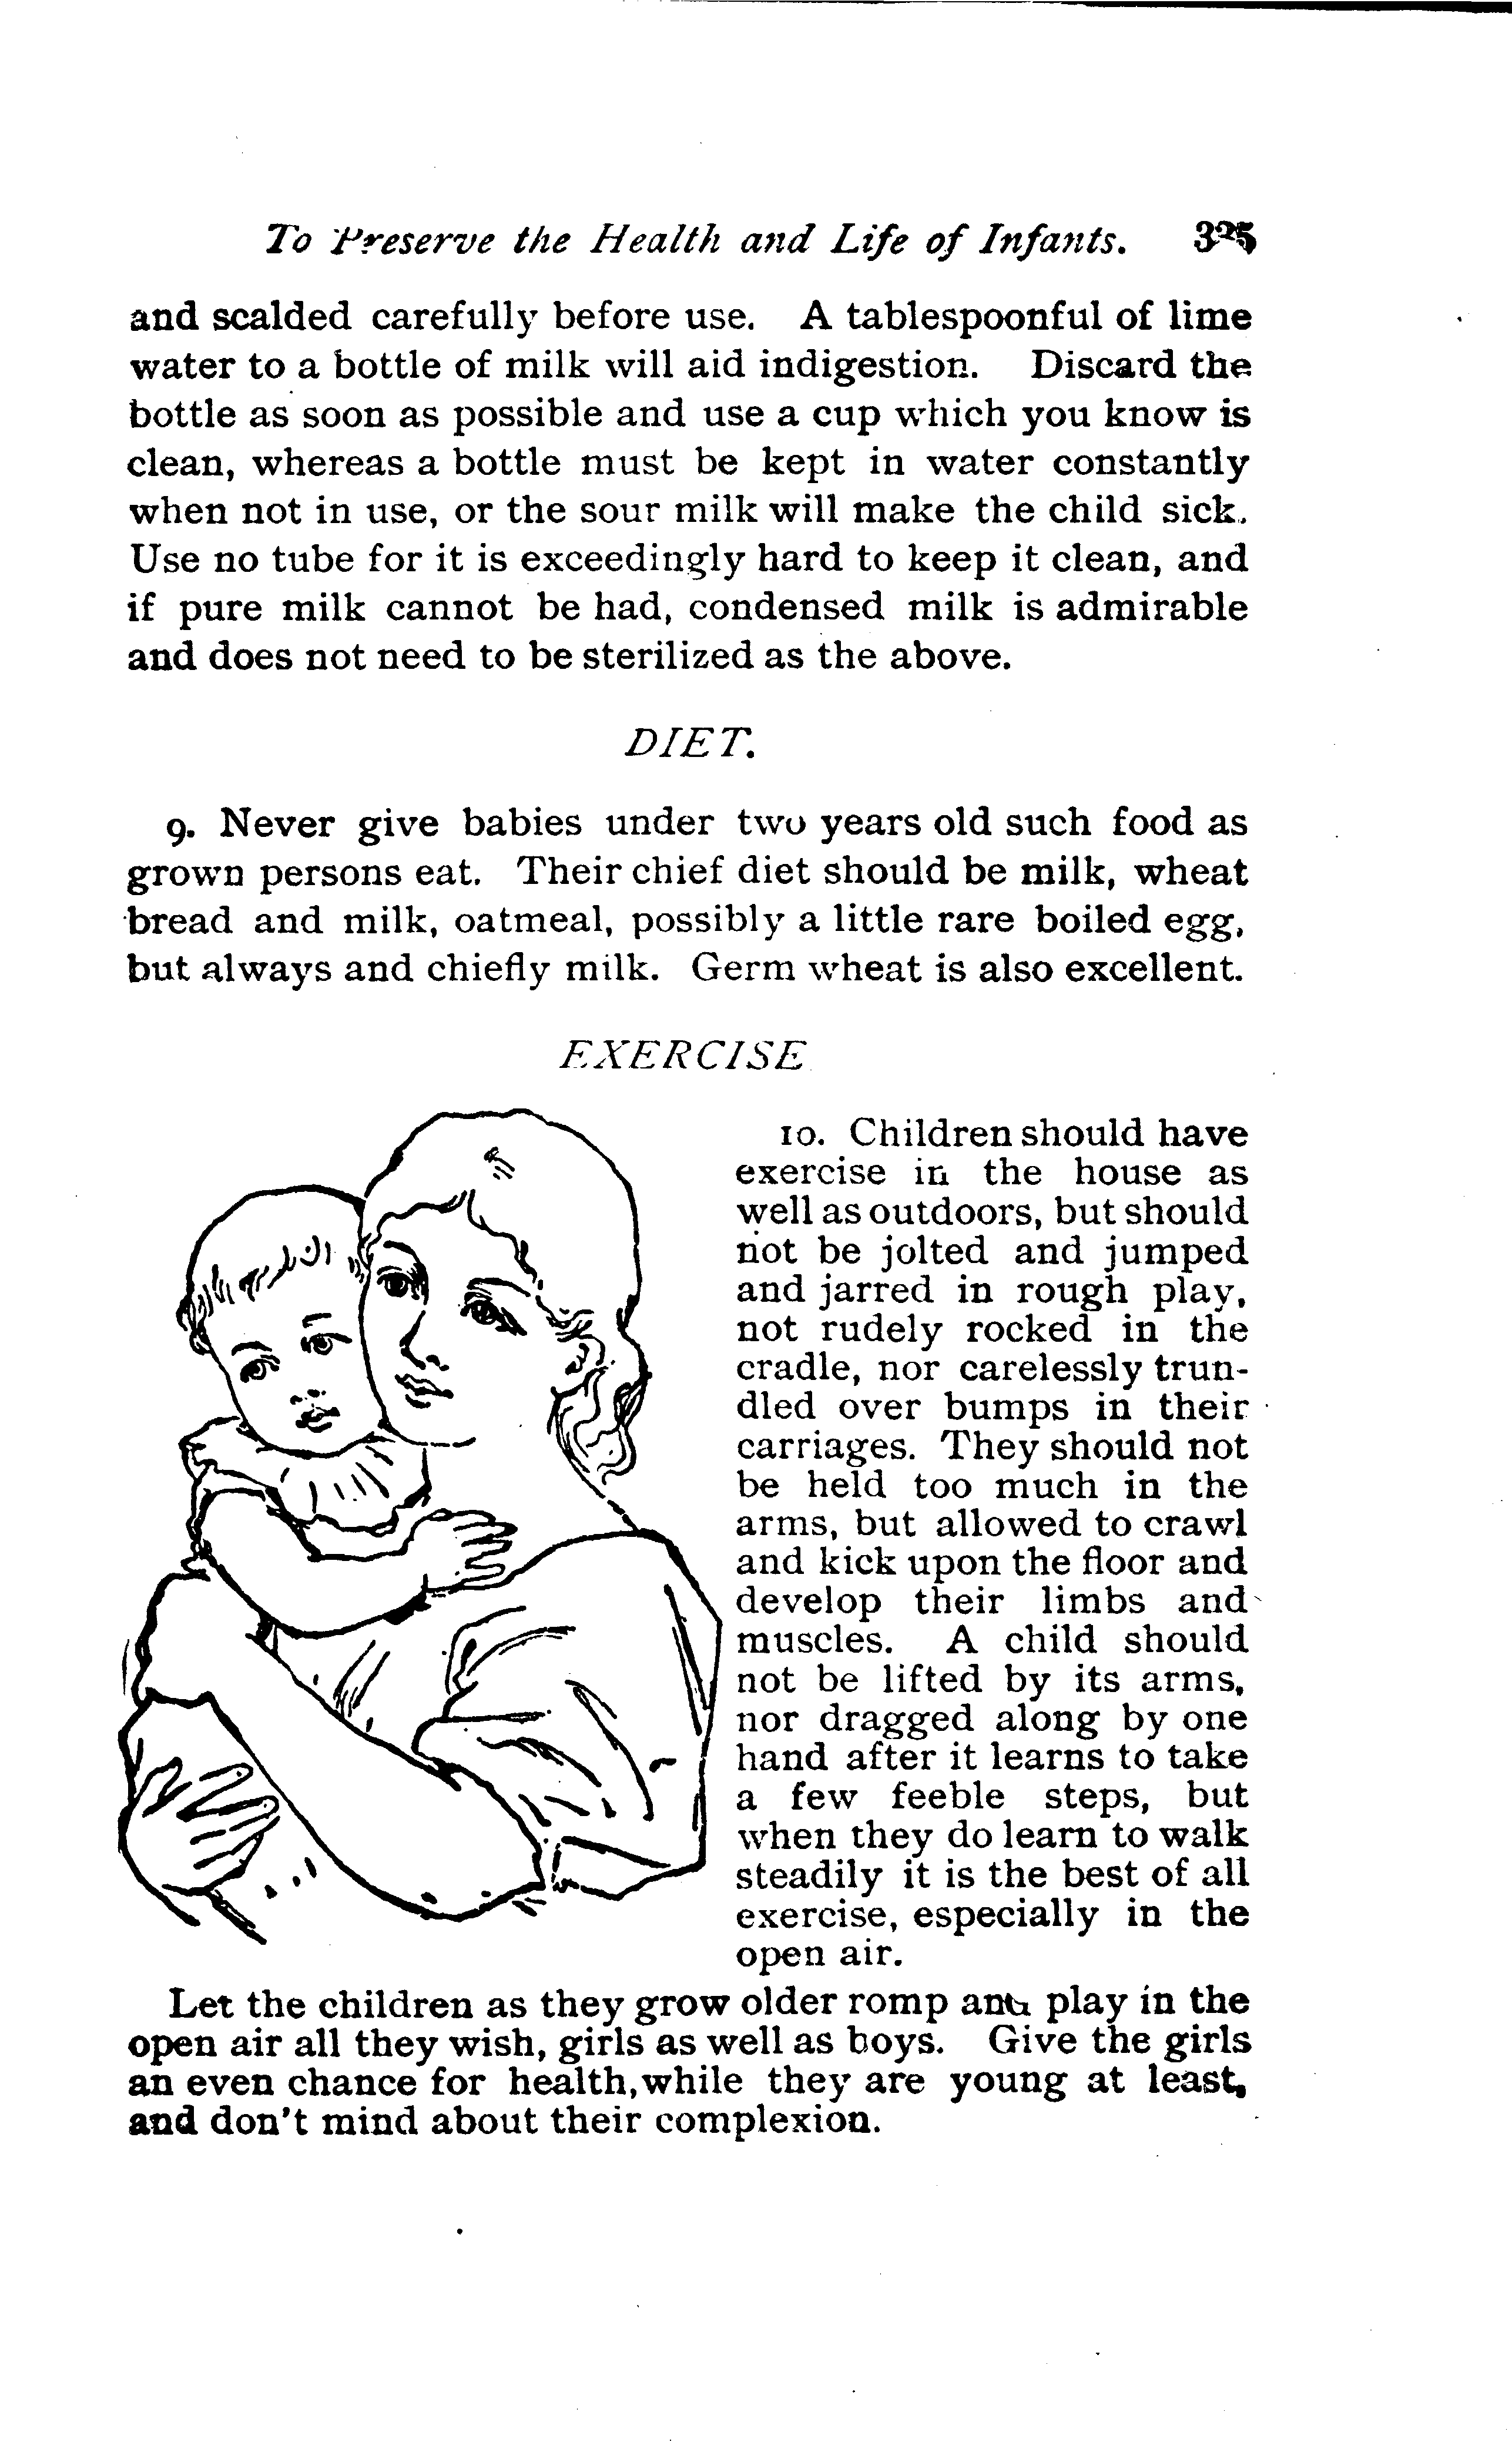 To Preserve the Health and Life of Infants. 325
and scalded carefully before use. A tablespoonful of lime
water to a bottle of milk will aid indigestion. Discard the
bottle as soon as possible and use a cup which you know is
clean, whereas a bottle must be kept in water constantly
when not in use, or the sour milk will make the child sick.
Use no tube for it is exceedingly hard to keep it clean, and
if pure milk cannot be had, condensed milk is admirable
and does not need to be sterilized as the above.
DIET.
9. Never give babies under two years old such food as
grown persons eat. Their chief diet should be milk, wheat
bread and milk, oatmeal, possibly a little rare boiled egg,
but always and chiefly milk. Germ wheat is also excellent.
EXERCISE
10. Children should have
exercise in the house as
well as outdoors, but should
not be jolted and jumped
and jarred in rough play,
not rudely rocked in the
cradle, nor carelessly trun-
dled over bumps in their
carriages. They should not
be held too much in the
arms, but allowed to crawl
and kick upon the floor and
develop their limbs and
muscles. A child should
not be lifted by its arms,
nor dragged along by one
hand after it learns to take
a few feeble steps, but
when they do learn to walk
steadily it is the best of all
exercise, especially in the
open air.
Let the children as they grow older romp and play in the
open air all they wish, girls as well as boys. Give the girls
an even chance for health, while they are young at least,
and don't mind about their complexion.